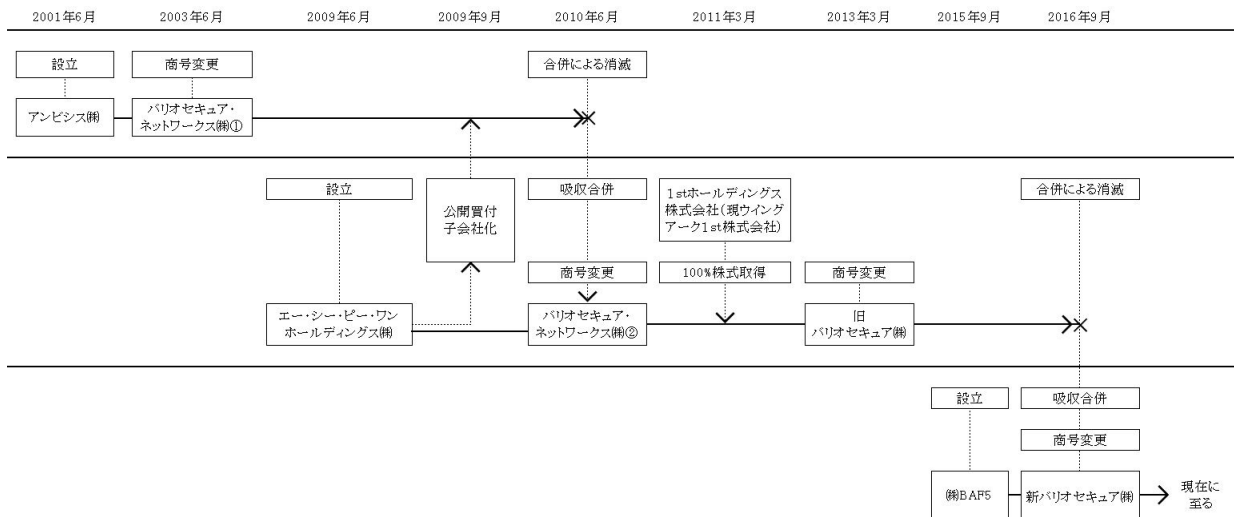 2001年6月
2003年6月
2009年6月
2009年9月
2010年6月
2011年3月
2013年3月
2015年9月
2016年9月
設立
商号変更
合併による消滅
アンビシス㈱
バリオセキュア・
ネットワークス㈱①
設立
公開買付
子会社化
吸収合併
1stホールディングス
株式会社(現ウイング
アーク1st株式会社)
合併による消滅
商号変更
100%株式取得
商号変更
エー・シー・ピー・ワン
ホールディングス㈱
バリオセキュア・
ネットワークス㈱②
旧
バリオセキュア㈱
設立
吸収合併
商号変更
㈱BAF5
新バリオセキュア㈱
現在に
至る